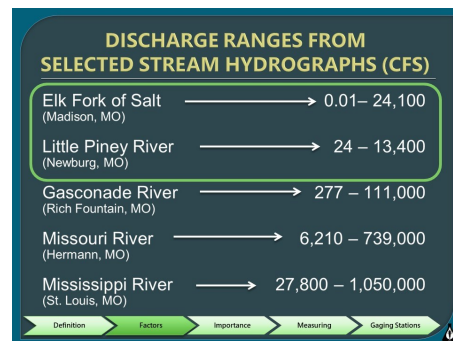 DISCHARGE RANGES FROM
SELECTED STREAM HYDROGRAPHS (CFS)
Elk Fork of Salt 0.01– 24,100
(Madison, MO)
Little Piney River 24 – 13,400
(Newburg, MO)
Gasconade River 277 – 111,000
(Rich Fountain, MO)
Missouri River 6,210 – 739,000
(Hermann, MO)
Mississippi River 27,800 – 1,050,000
(St. Louis, MO)
Definition Factors Importance Measuring Gaging Stations